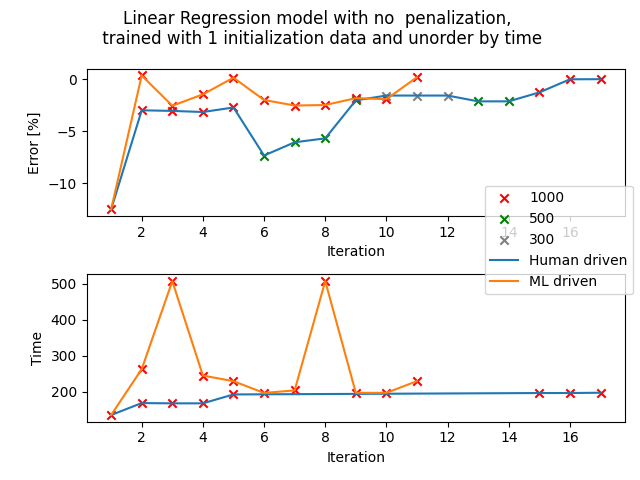 Linear Regression model with no  penalization,
trained with 1 initialization data and unorder by time
0
−5
−10
Error [%]
2 4 6 8 10 12 14 16
Iteration
1000
500
300
Human driven
ML driven
500
400
300
200
Time
2 4 6 8 10 12 14 16
Iteration